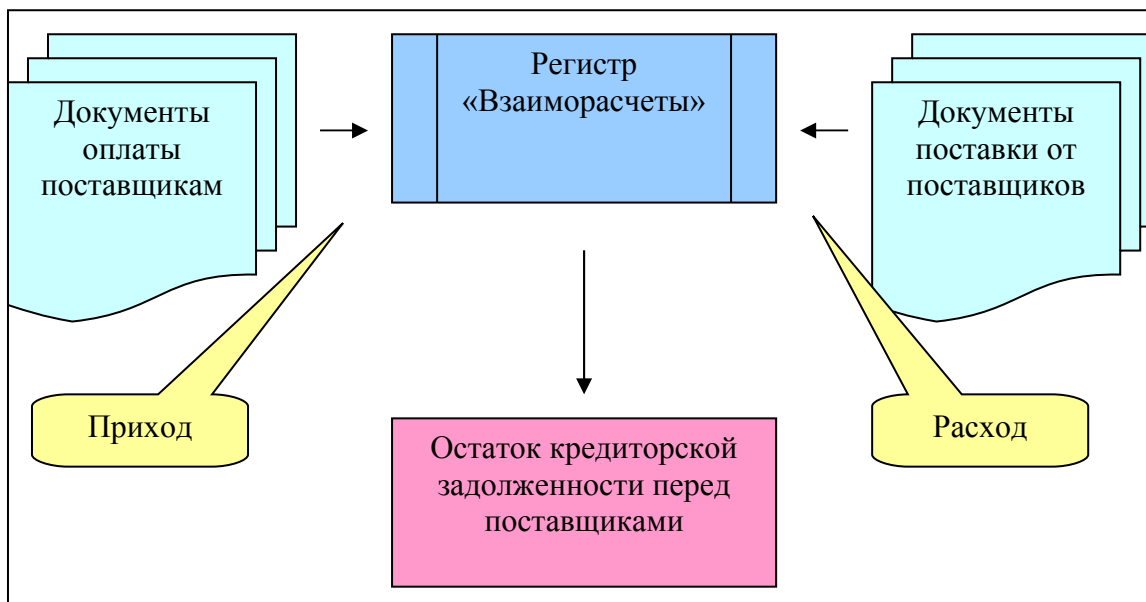 Документы
оплаты
поставщикам
Регистр
«Взаиморасчеты»
Документы
поставки от
поставщиков
Приход
Расход
Остаток кредиторской
задолженности перед
поставщиками